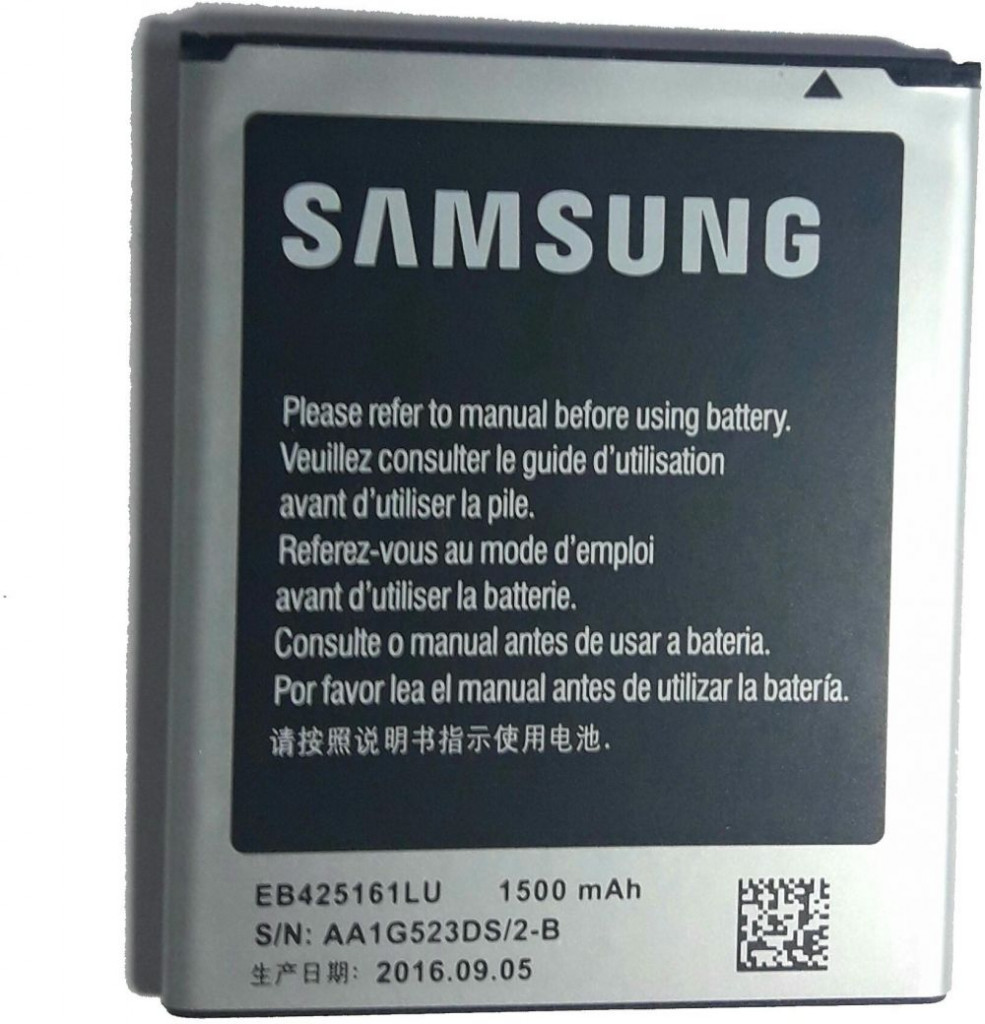 SAMSUNG
Please refer to manual before using battery.
Veuillez consulter le guide d'utilisation
avant d'utiliser la pile.
Referez-vous au mode d'emploi
avant d'utiliser la batterie.
Consulte o manual antes de usar a bateria.
Por favor lea el manual antes de utilizar la batería.
请按照说明书指示使用电池.
EB425161LU 1500 mAh
S/N: AA1G523DS/2-B
生产日期: 2016.09.05